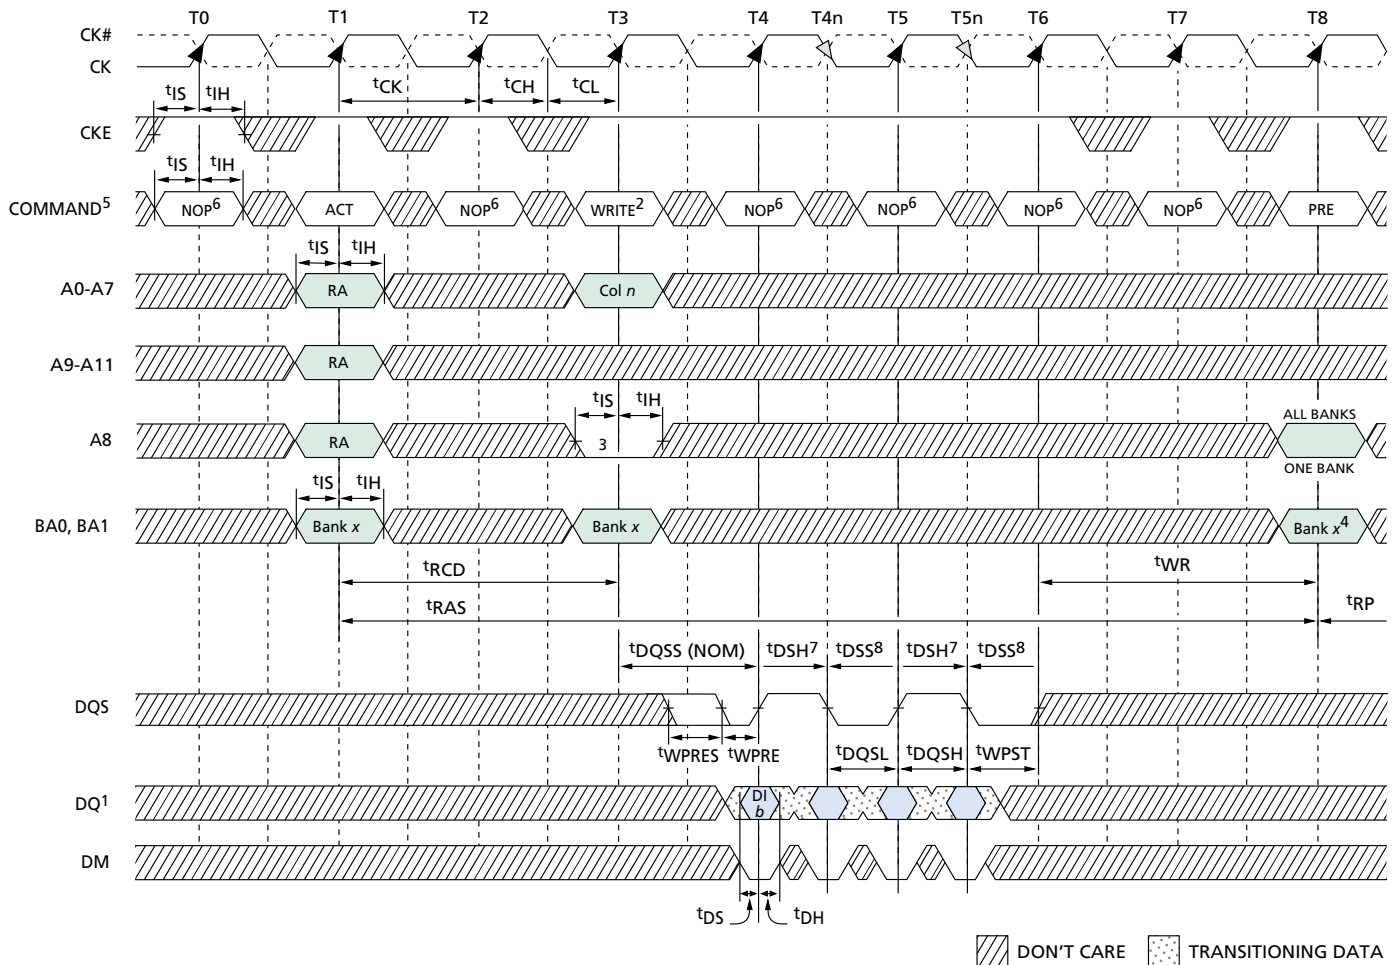 T0 T1 T2 T3 T4 T4n T5 T5n T6 T7 T8
CK#
CK
tCK tCH tCL
tIS tIH
CKE
tIS tIH
COMMAND5 NOP6 ACT NOP6 WRITE2 NOP6 NOP6 NOP6 NOP6 PRE
tIS tIH
A0-A7 RA Col n
A9-A11 RA
tIS tIH
ALL BANKS
A8 RA 3
ONE BANK
tIS tIH
BA0, BA1 Bank x Bank x Bank x4
tRCD tWR
tRAS tRP
tDQSS (NOM) tDSH7 tDSS8 tDSH7 tDSS8
DQS
tWPRES tWPRE tDQSL tDQSH tWPST
DQ1 DI
b
DM
tDS tDH
DON'T CARE TRANSITIONING DATA